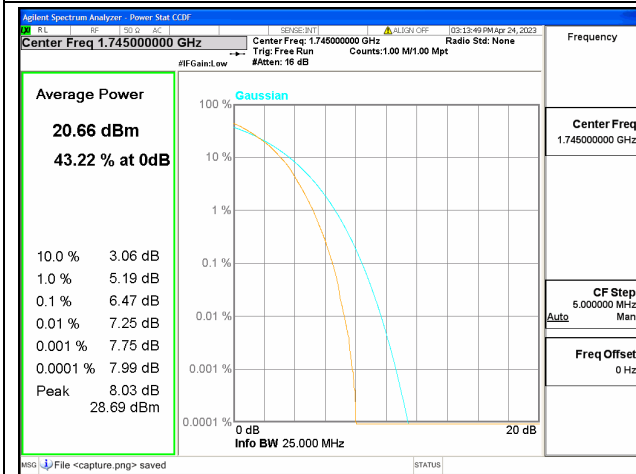 Agilent Spectrum Analyzer - Power Stat CCDF
LXI RL RF 50 Ω AC SENSE:INT ALIGN OFF 03:13:49 PM Apr 24, 2023
Center Freq 1.745000000 GHz
Center Freq: 1.745000000 GHz Radio Std: None
Trig: Free Run Counts:1.00 M/1.00 Mpt
#IFGain:Low #Atten: 16 dB
Frequency
Average Power
20.66 dBm
43.22 % at 0dB
10.0 % 3.06 dB
1.0 % 5.19 dB
0.1 % 6.47 dB
0.01 % 7.25 dB
0.001 % 7.75 dB
0.0001 % 7.99 dB
Peak 8.03 dB
28.69 dBm
Gaussian
100 %
10 %
1 %
0.1 %
0.01 %
0.001 %
0.0001 %
0 dB 20 dB
Info BW 25.000 MHz
Center Freq
1.745000000 GHz
CF Step
5.000000 MHz
Auto Man
Freq Offset
0 Hz
MSG File <capture.png> saved STATUS